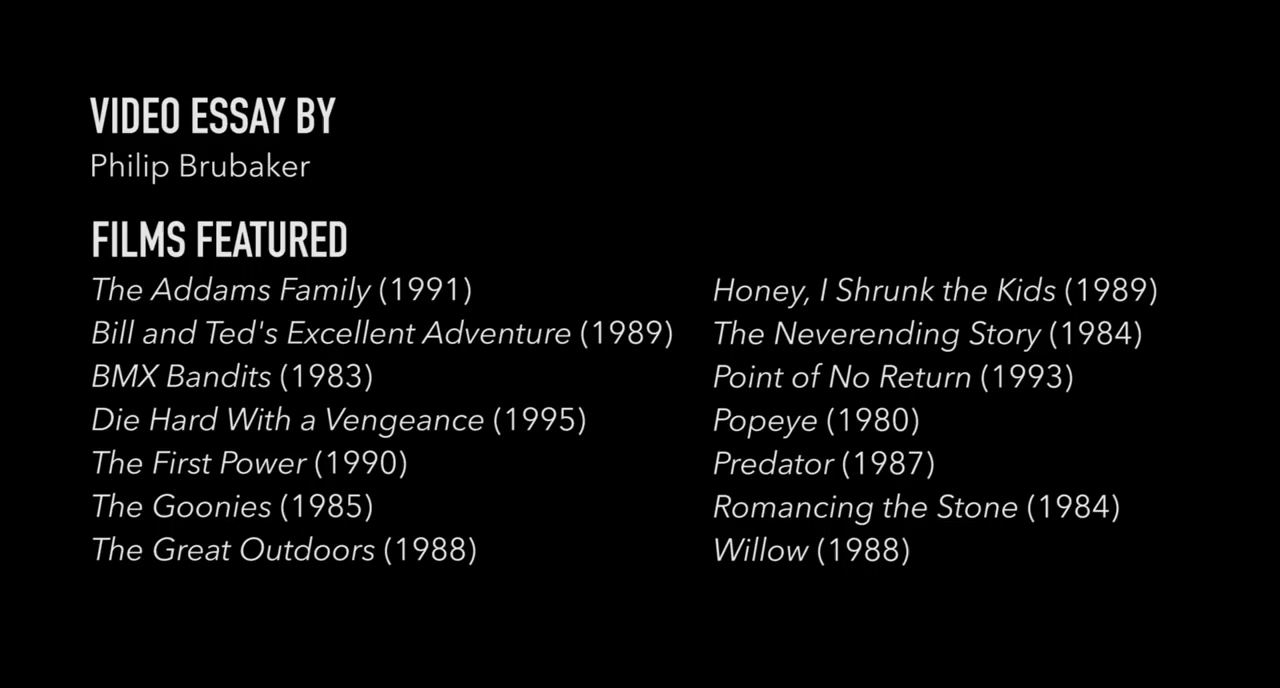 VIDEO ESSAY BY
Philip Brubaker
FILMS FEATURED
The Addams Family (1991)
Bill and Ted's Excellent Adventure (1989)
BMX Bandits (1983)
Die Hard With a Vengeance (1995)
The First Power (1990)
The Goonies (1985)
The Great Outdoors (1988)
Honey, I Shrunk the Kids (1989)
The Neverending Story (1984)
Point of No Return (1993)
Popeye (1980)
Predator (1987)
Romancing the Stone (1984)
Willow (1988)